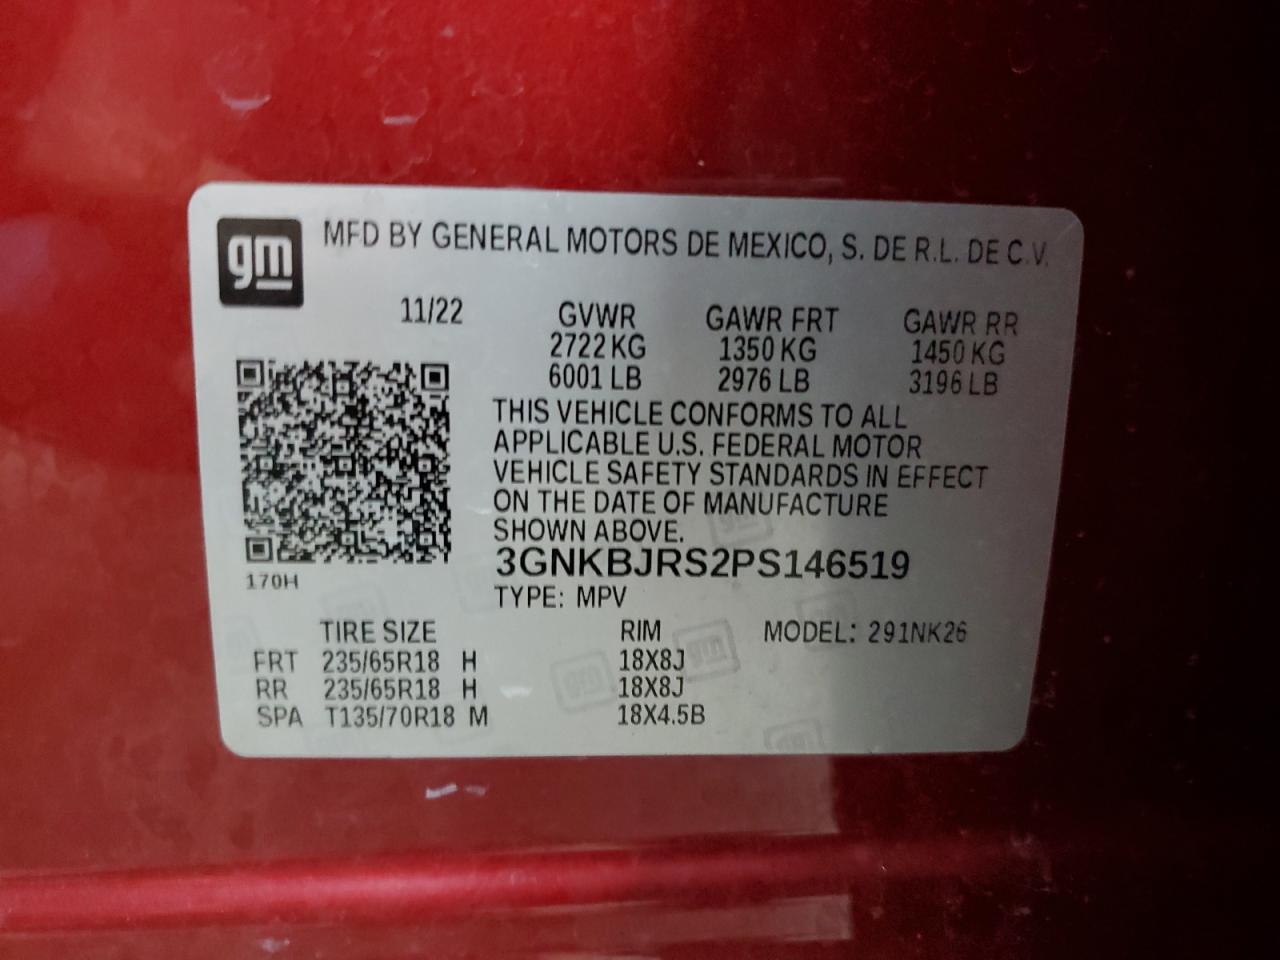 gm
MFD BY GENERAL MOTORS DE MEXICO, S. DE R.L. DE C.V.
11/22 GVWR GAWR FRT GAWR RR
2722 KG 1350 KG 1450 KG
6001 LB 2976 LB 3196 LB
THIS VEHICLE CONFORMS TO ALL
APPLICABLE U.S. FEDERAL MOTOR
VEHICLE SAFETY STANDARDS IN EFFECT
ON THE DATE OF MANUFACTURE
SHOWN ABOVE.
3GNKBJRS2PS146519
170H
TYPE: MPV
TIRE SIZE RIM MODEL: 291NK26
FRT 235/65R18 H 18X8J
RR 235/65R18 H 18X8J
SPA T135/70R18 M 18X4.5B